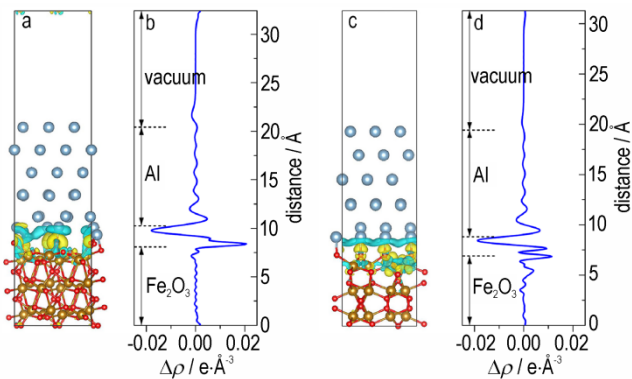 a
b
vacuum
Al
Fe₂O₃
30
25
20
15
10
5
0
distance / Å
-0.02 0.00 0.02
Δρ / e·Å⁻³
c
d
vacuum
Al
Fe₂O₃
30
25
20
15
10
5
0
distance / Å
-0.02 0.00 0.02
Δρ / e·Å⁻³